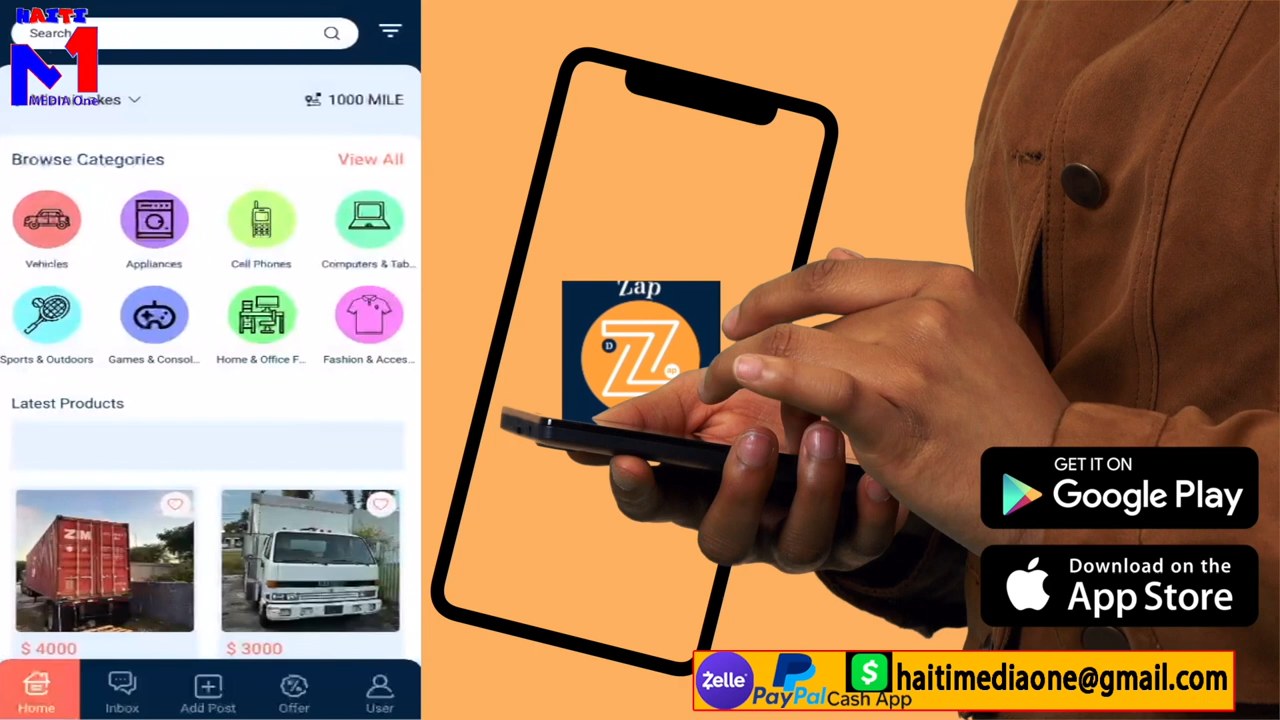 HAITI
Search
MEDIA One
1000 MILE
Browse Categories
View All
Vehicles
Appliances
Cell Phones
Computers & Tab...
Sports & Outdoors
Games & Consol...
Home & Office F...
Fashion & Acces...
Latest Products
$ 4000
$ 3000
Home
Inbox
Add Post
Offer
User
Zap
D
Z
ap
GET IT ON
Google Play
Download on the
App Store
Zelle
PayPal
Cash App
$
haitimediaone@gmail.com